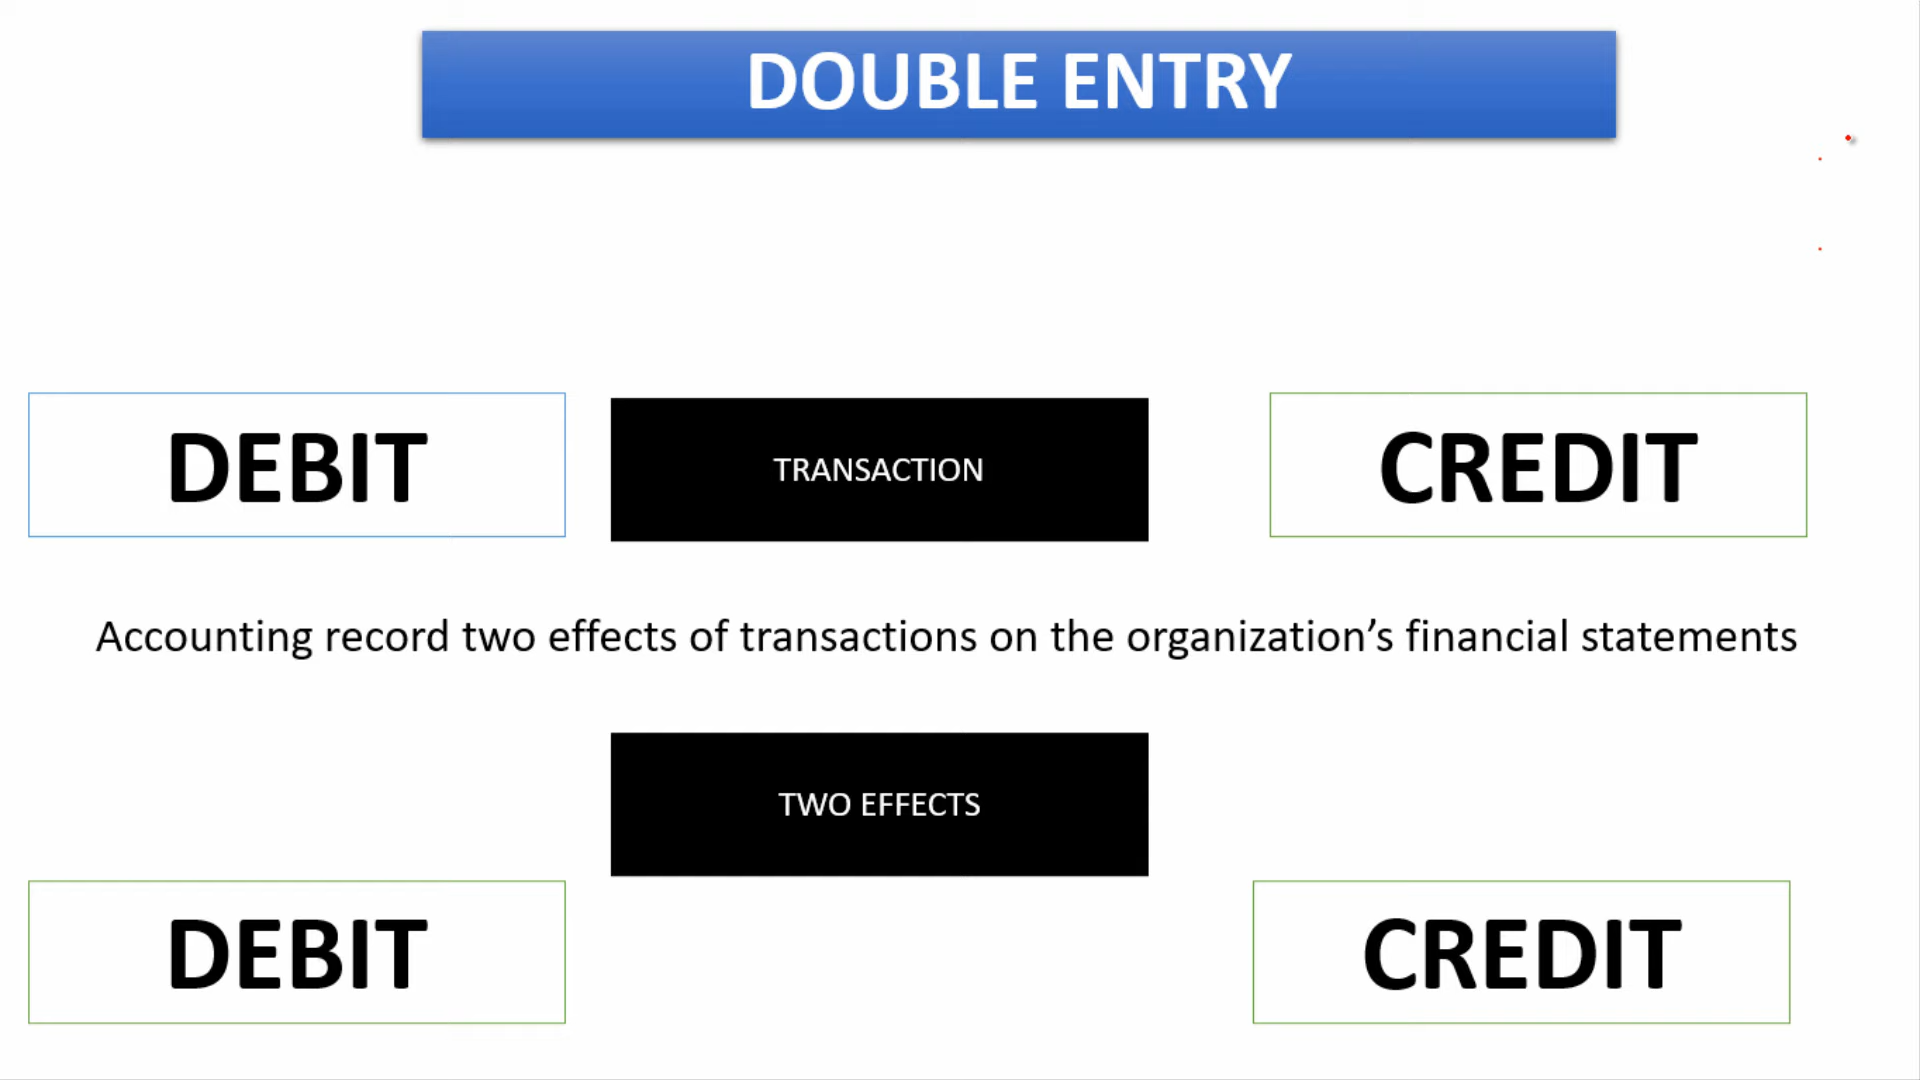 DOUBLE ENTRY
DEBIT
TRANSACTION
CREDIT
Accounting record two effects of transactions on the organization’s financial statements
TWO EFFECTS
DEBIT
CREDIT